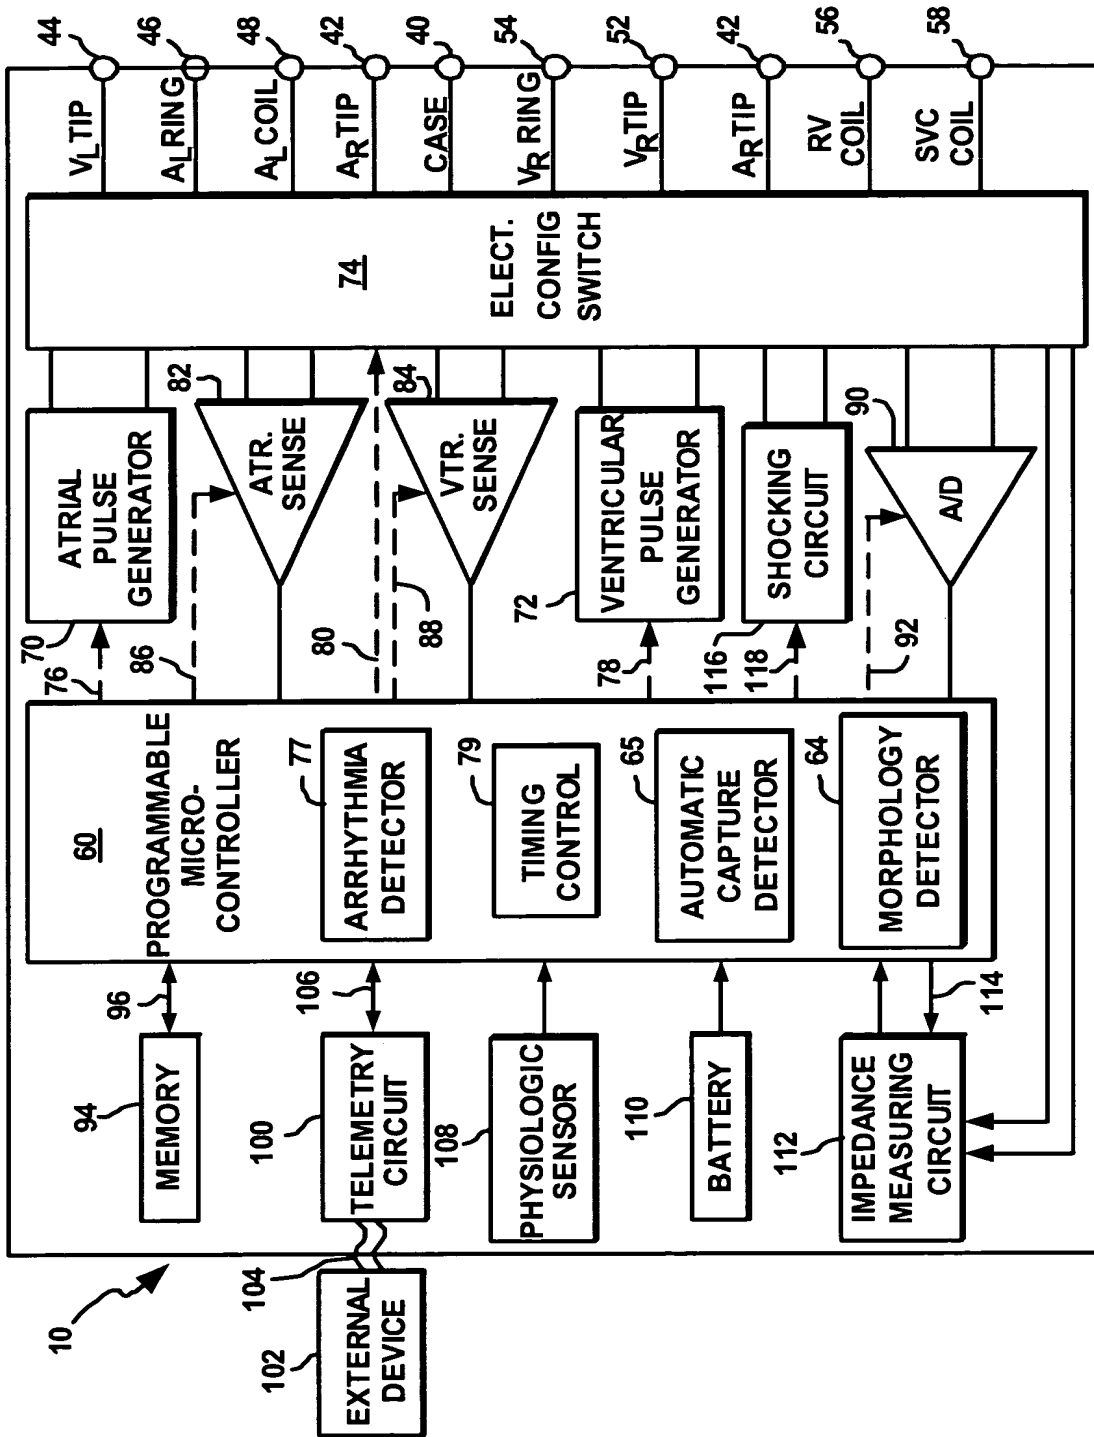 44
46
48
42
40
54
52
42
56
58
VL TIP
AL RING
AL COIL
AR TIP
CASE
VR RING
VR TIP
AR TIP
RV
COIL
SVC
COIL
74
ELECT.
CONFIG
SWITCH
ATRIAL
PULSE
GENERATOR
70
76
82
ATR.
SENSE
86
80
84
VTR.
SENSE
88
VENTRICULAR
PULSE
GENERATOR
72
78
SHOCKING
CIRCUIT
116
118
90
A/D
92
60
PROGRAMMABLE
MICRO-
CONTROLLER
77
ARRHYTHMIA
DETECTOR
79
TIMING
CONTROL
65
AUTOMATIC
CAPTURE
DETECTOR
64
MORPHOLOGY
DETECTOR
96
94
MEMORY
106
100
TELEMETRY
CIRCUIT
108
PHYSIOLOGIC
SENSOR
110
BATTERY
114
112
IMPEDANCE
MEASURING
CIRCUIT
10
104
102
EXTERNAL
DEVICE